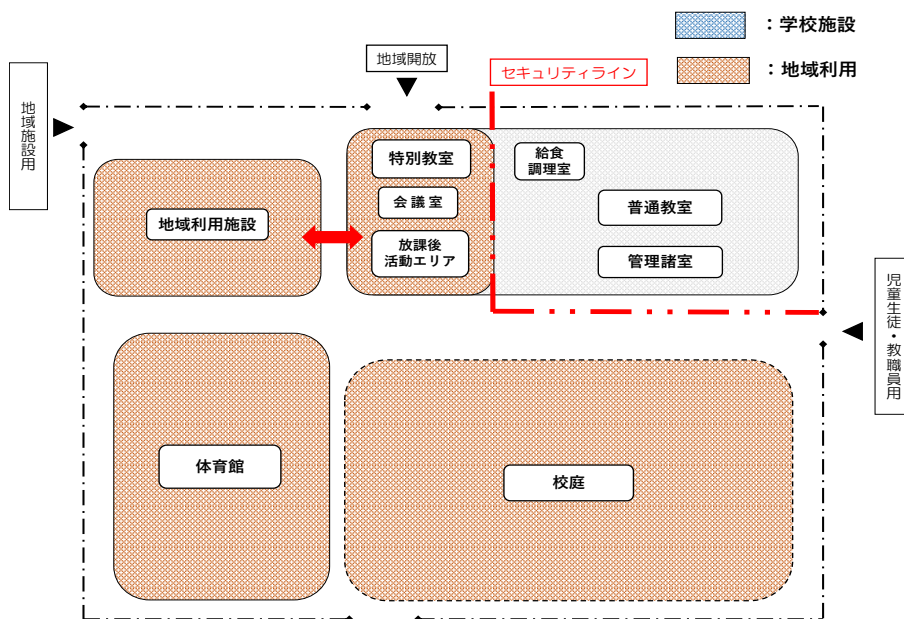 ：学校施設
地域開放
セキュリティライン
：地域利用
地域施設用
特別教室
給食
調理室
会議室
普通教室
地域利用施設
放課後
活動エリア
管理諸室
児童生徒・教職員用
体育館
校庭